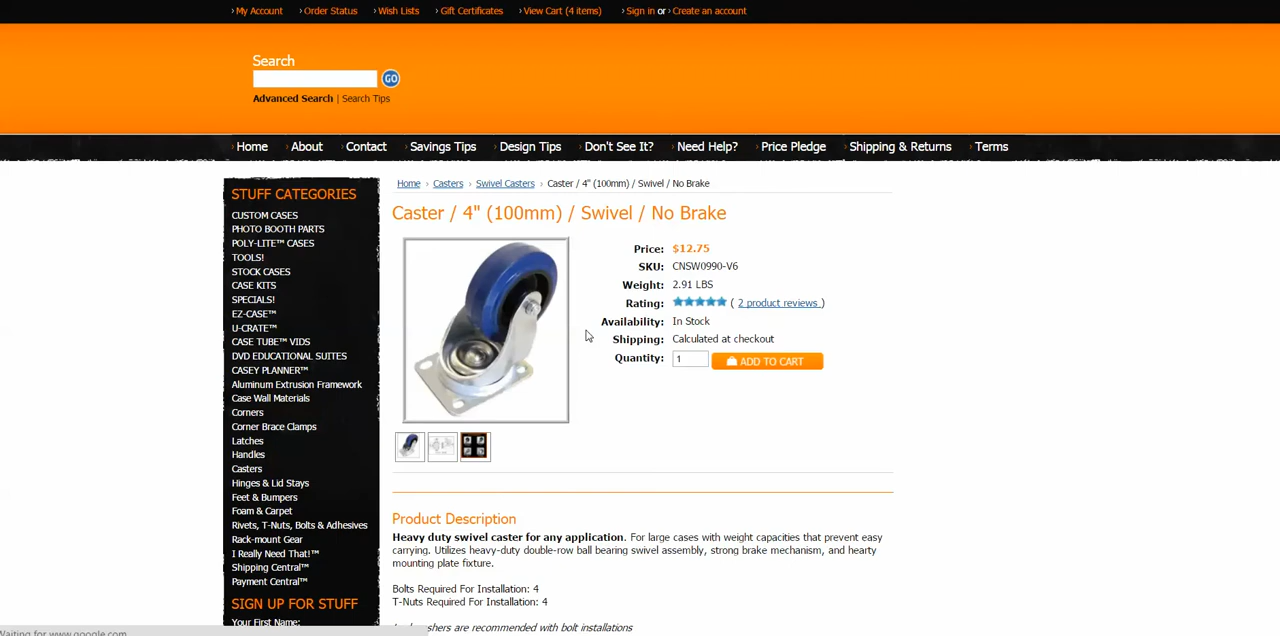 › My Account › Order Status › Wish Lists › Gift Certificates › View Cart (4 items) › Sign in or › Create an account
Search
GO
Advanced Search | Search Tips
› Home › About › Contact › Savings Tips › Design Tips › Don't See It? › Need Help? › Price Pledge › Shipping & Returns › Terms
STUFF CATEGORIES
CUSTOM CASES
PHOTO BOOTH PARTS
POLY-LITE™ CASES
TOOLS!
STOCK CASES
CASE KITS
SPECIALS!
EZ-CASE™
U-CRATE™
CASE TUBE™ VIDS
DVD EDUCATIONAL SUITES
CASEY PLANNER™
Aluminum Extrusion Framework
Case Wall Materials
Corners
Corner Brace Clamps
Latches
Handles
Casters
Hinges & Lid Stays
Feet & Bumpers
Foam & Carpet
Rivets, T-Nuts, Bolts & Adhesives
Rack-mount Gear
I Really Need That!™
Shipping Central™
Payment Central™
SIGN UP FOR STUFF
Your First Name:
Home › Casters › Swivel Casters › Caster / 4" (100mm) / Swivel / No Brake
Caster / 4" (100mm) / Swivel / No Brake
Price: $12.75
SKU: CNSW0990-V6
Weight: 2.91 LBS
Rating: ( 2 product reviews )
Availability: In Stock
Shipping: Calculated at checkout
Quantity: 1 ADD TO CART
Product Description
Heavy duty swivel caster for any application. For large cases with weight capacities that prevent easy
carrying. Utilizes heavy-duty double-row ball bearing swivel assembly, strong brake mechanism, and hearty
mounting plate fixture.
Bolts Required For Installation: 4
T-Nuts Required For Installation: 4
are recommended with bolt installations
Waiting for www.google.com